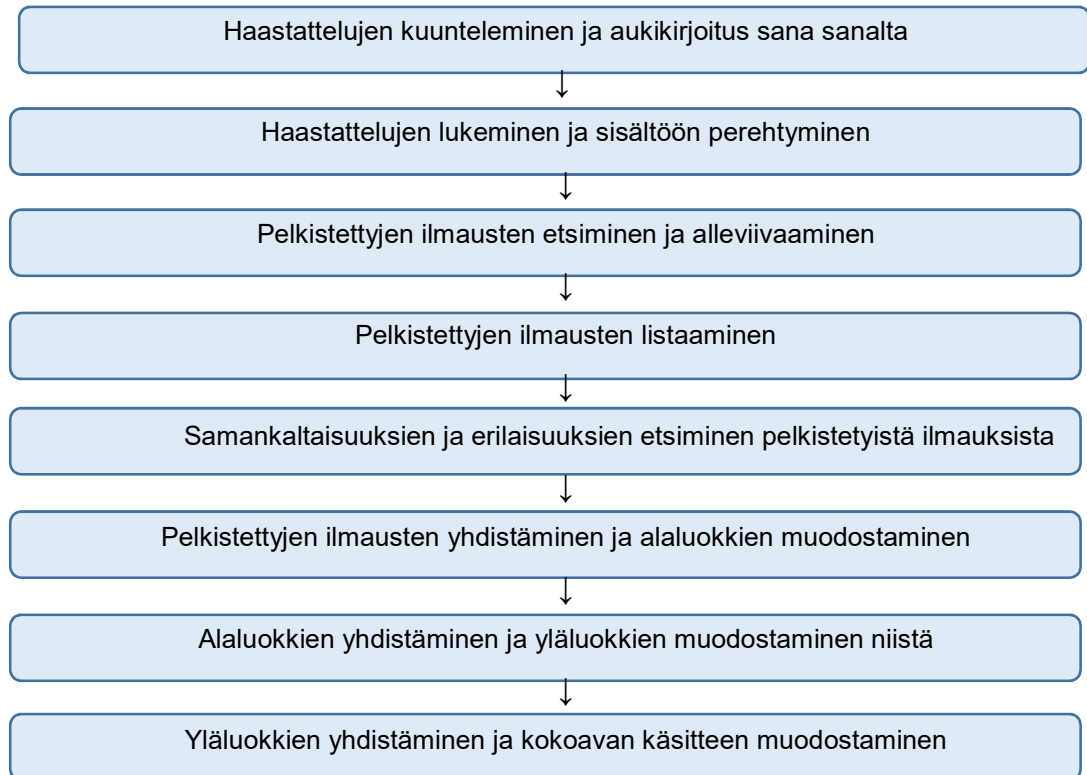 Haastattelujen kuunteleminen ja aukikirjoitus sana sanalta
↓
Haastattelujen lukeminen ja sisältöön perehtyminen
↓
Pelkistettyjen ilmausten etsiminen ja alleviivaaminen
↓
Pelkistettyjen ilmausten listaaminen
↓
Samankaltaisuuksien ja erilaisuuksien etsiminen pelkistetyistä ilmauksista
↓
Pelkistettyjen ilmausten yhdistäminen ja alaluokkien muodostaminen
↓
Alaluokkien yhdistäminen ja yläluokkien muodostaminen niistä
↓
Yläluokkien yhdistäminen ja kokoavan käsitteen muodostaminen